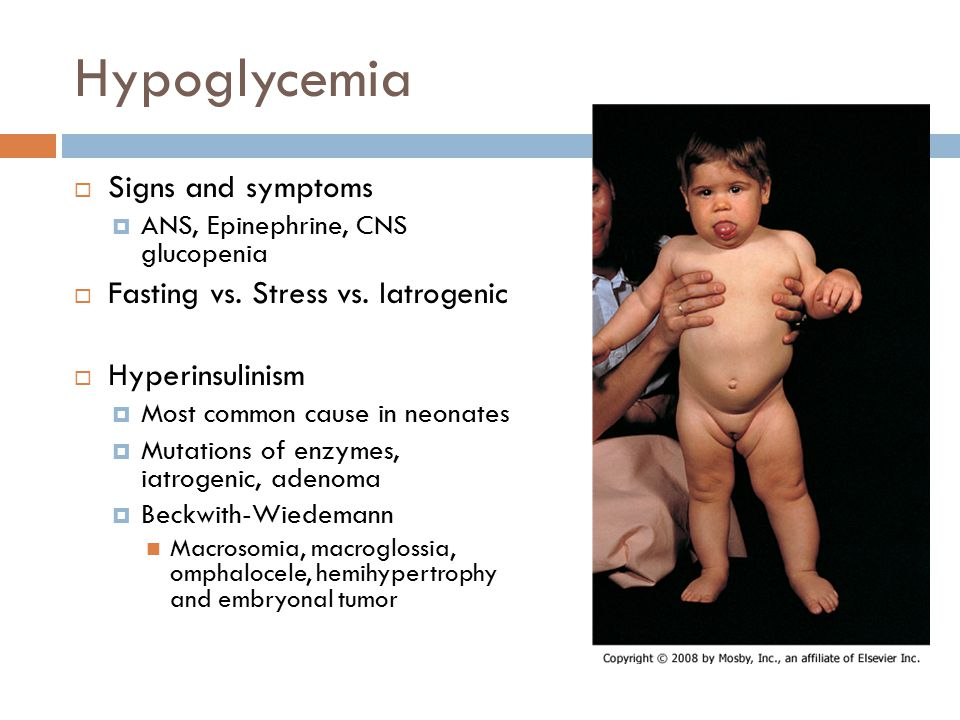 Hypoglycemia
Signs and symptoms
ANS, Epinephrine, CNS
glucopenia
Fasting vs. Stress vs. Iatrogenic
Hyperinsulinism
Most common cause in neonates
Mutations of enzymes,
iatrogenic, adenoma
Beckwith-Wiedemann
Macrosomia, macroglossia,
omphalocele, hemihypertrophy
and embryonal tumor
Copyright © 2008 by Mosby, Inc., an affiliate of Elsevier Inc.